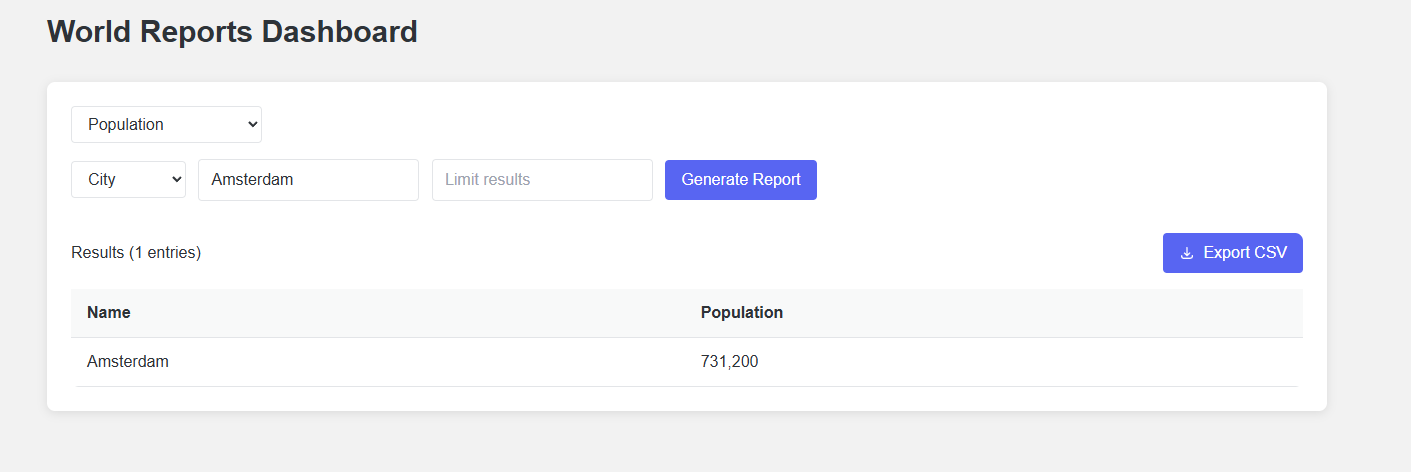 World Reports Dashboard
Population
City Amsterdam Limit results Generate Report
Results (1 entries) Export CSV
Name Population
Amsterdam 731,200